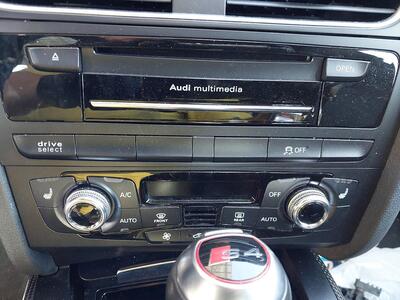 OPEN
Audi multimedia
drive
select
OFF
A/C
OFF
AUTO
FRONT
REAR
AUTO
S4